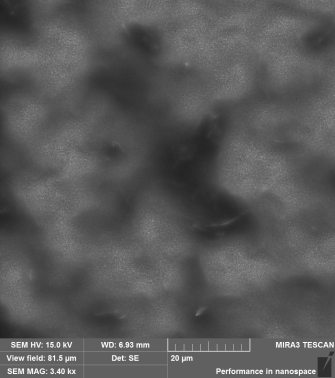 SEM HV: 15.0 kV WD: 6.93 mm MIRA3 TESCAN
View field: 81.5 µm Det: SE 20 µm
SEM MAG: 3.40 kx Performance in nanospace